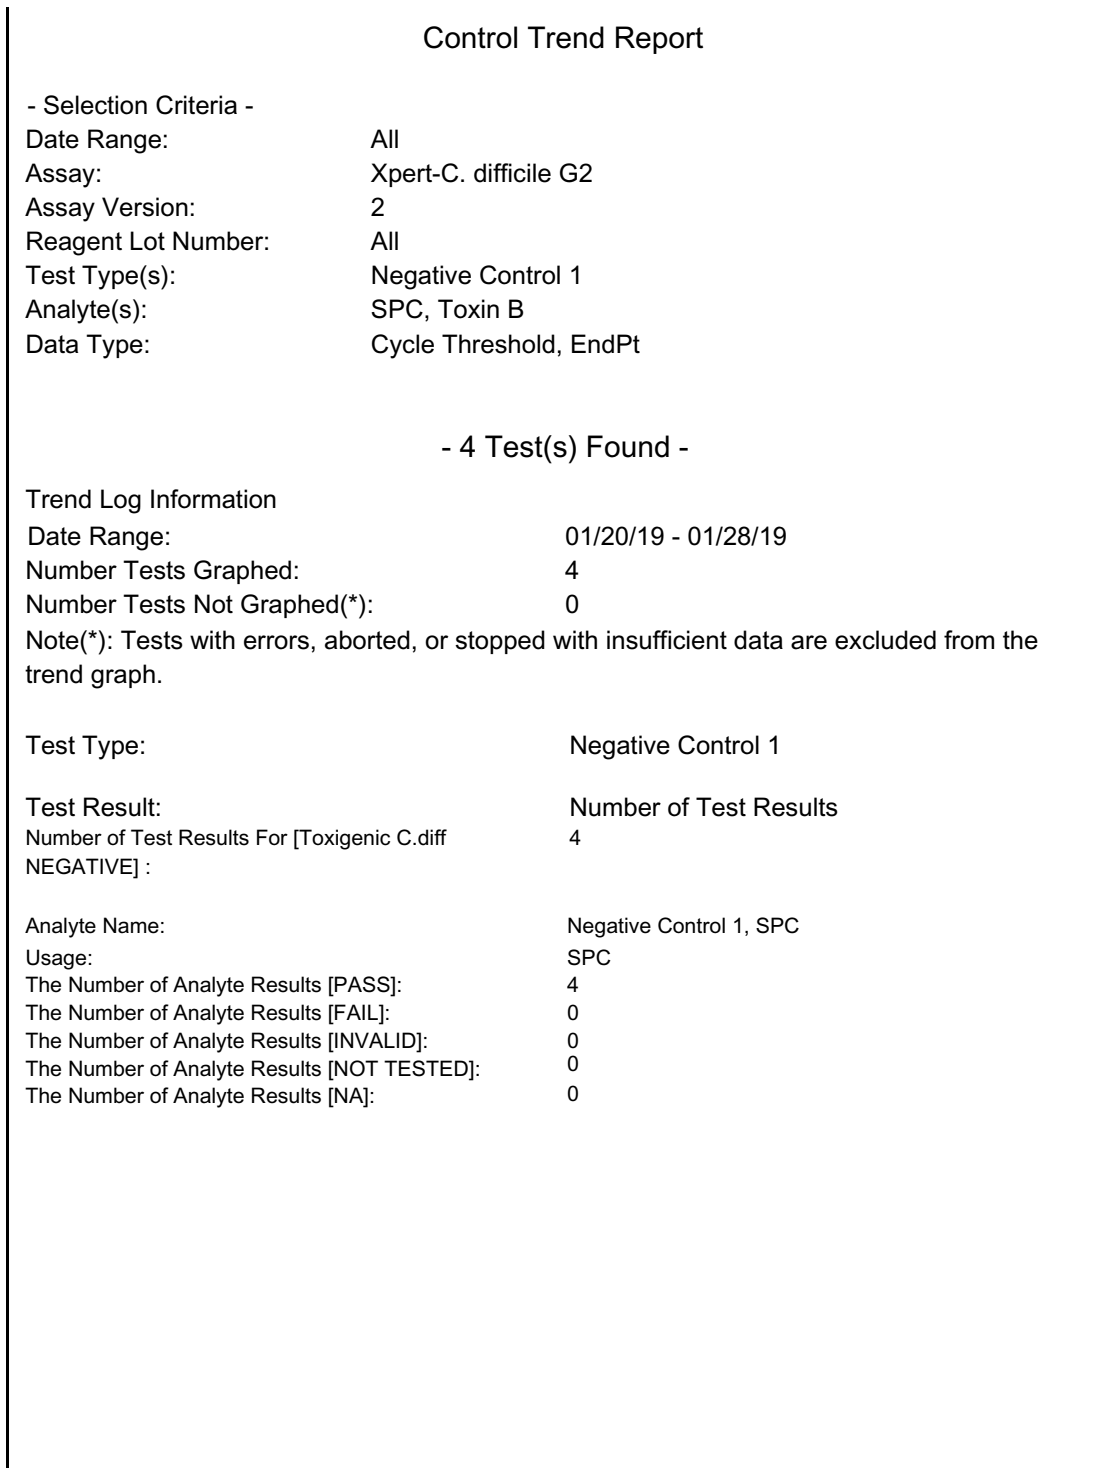 Control Trend Report
- Selection Criteria -
Date Range: All
Assay: Xpert-C. difficile G2
Assay Version: 2
Reagent Lot Number: All
Test Type(s): Negative Control 1
Analyte(s): SPC, Toxin B
Data Type: Cycle Threshold, EndPt
- 4 Test(s) Found -
Trend Log Information
Date Range: 01/20/19 - 01/28/19
Number Tests Graphed: 4
Number Tests Not Graphed(*): 0
Note(*): Tests with errors, aborted, or stopped with insufficient data are excluded from the
trend graph.
Test Type: Negative Control 1
Test Result: Number of Test Results
Number of Test Results For [Toxigenic C.diff 4
NEGATIVE] :
Analyte Name: Negative Control 1, SPC
Usage: SPC
The Number of Analyte Results [PASS]: 4
The Number of Analyte Results [FAIL]: 0
The Number of Analyte Results [INVALID]: 0
The Number of Analyte Results [NOT TESTED]: 0
The Number of Analyte Results [NA]: 0